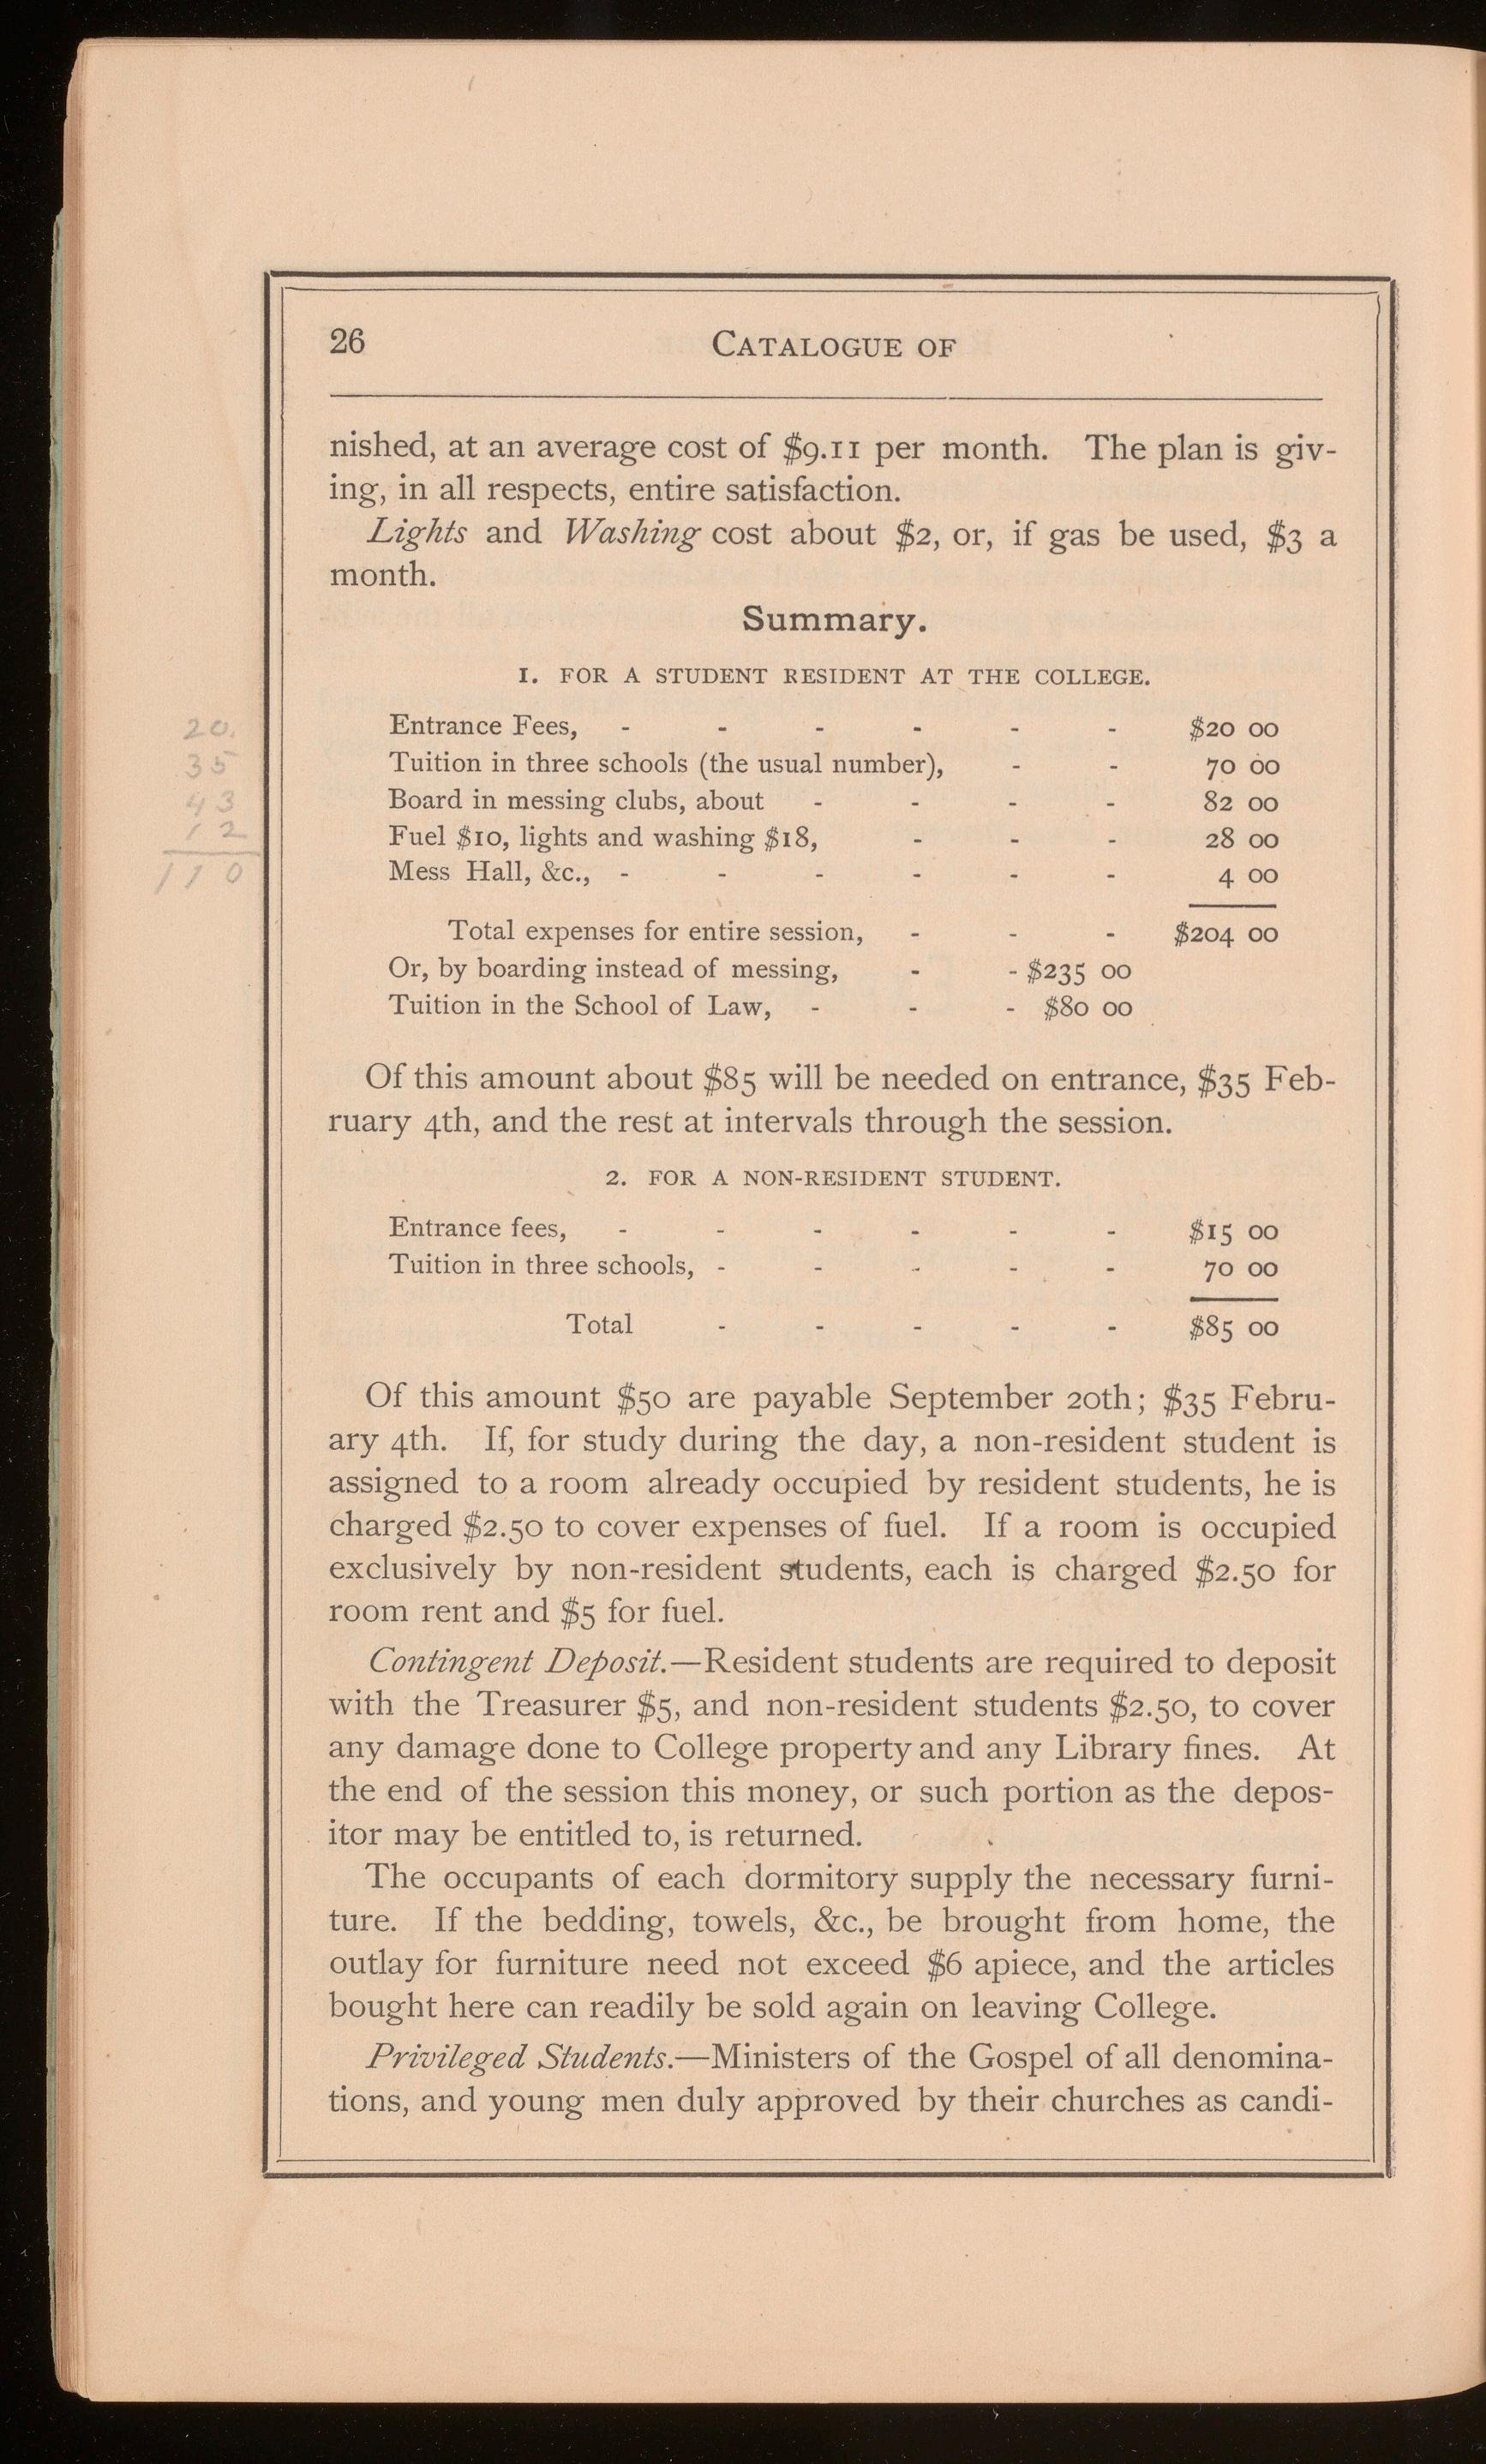 26 CATALOGUE OF
nished, at an average cost of $9.11 per month. The plan is giv-
ing, in all respects, entire satisfaction.
Lights and Washing cost about $2, or, if gas be used, $3 a
month.
Summary.
1. FOR A STUDENT RESIDENT AT THE COLLEGE.
Entrance Fees, - - - - - - $20 00
Tuition in three schools (the usual number), - - 70 00
Board in messing clubs, about - - - - 82 00
Fuel $10, lights and washing $18, - - - 28 00
Mess Hall, &c., - - - - - - 4 00
Total expenses for entire session, - - - $204 00
Or, by boarding instead of messing, - - $235 00
Tuition in the School of Law, - - - $80 00
20.
35
43
12
110
Of this amount about $85 will be needed on entrance, $35 Feb-
ruary 4th, and the rest at intervals through the session.
2. FOR A NON-RESIDENT STUDENT.
Entrance fees, - - - - - - $15 00
Tuition in three schools, - - - - - 70 00
Total - - - - - $85 00
Of this amount $50 are payable September 20th; $35 Febru-
ary 4th. If, for study during the day, a non-resident student is
assigned to a room already occupied by resident students, he is
charged $2.50 to cover expenses of fuel. If a room is occupied
exclusively by non-resident students, each is charged $2.50 for
room rent and $5 for fuel.
Contingent Deposit.—Resident students are required to deposit
with the Treasurer $5, and non-resident students $2.50, to cover
any damage done to College property and any Library fines. At
the end of the session this money, or such portion as the depos-
itor may be entitled to, is returned.
The occupants of each dormitory supply the necessary furni-
ture. If the bedding, towels, &c., be brought from home, the
outlay for furniture need not exceed $6 apiece, and the articles
bought here can readily be sold again on leaving College.
Privileged Students.—Ministers of the Gospel of all denomina-
tions, and young men duly approved by their churches as candi-